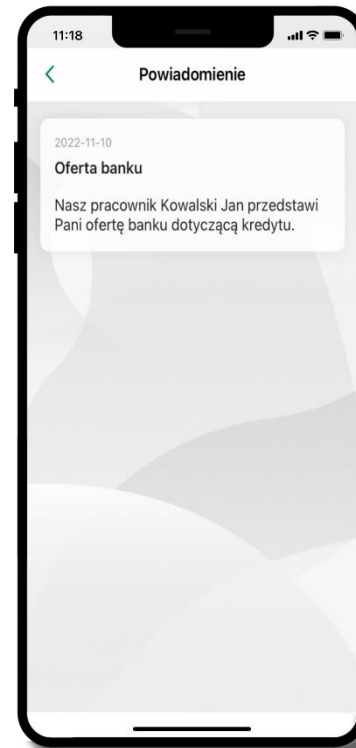 11:18
Powiadomienie
2022-11-10
Oferta banku
Nasz pracownik Kowalski Jan przedstawi
Pani ofertę banku dotyczącą kredytu.